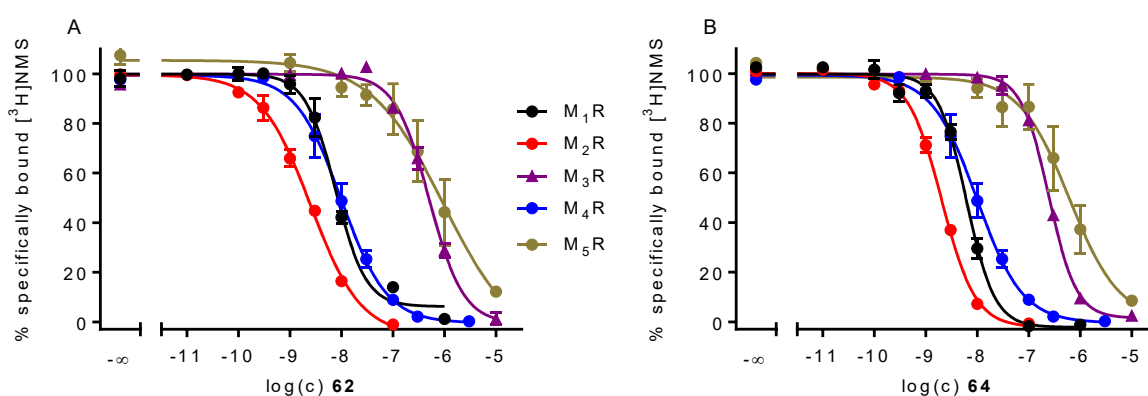 A
% specifically bound [³H]NMS
100
80
60
40
20
0
-∞
-11
-10
-9
-8
-7
-6
-5
log(c) 62
M₁R
M₂R
M₃R
M₄R
M₅R
B
% specifically bound [³H]NMS
100
80
60
40
20
0
-∞
-11
-10
-9
-8
-7
-6
-5
log(c) 64